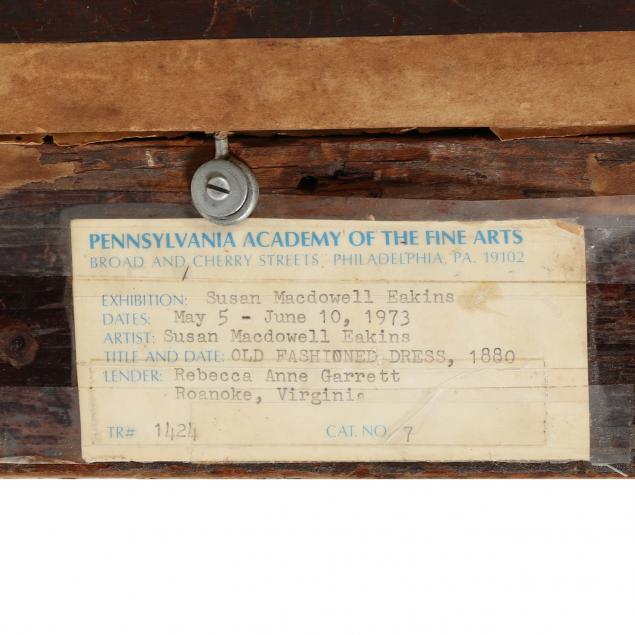 PENNSYLVANIA ACADEMY OF THE FINE ARTS
BROAD AND CHERRY STREETS, PHILADELPHIA, PA. 19102
EXHIBITION: Susan Macdowell Eakins
DATES: May 5 - June 10, 1973
ARTIST: Susan Macdowell Eakins
TITLE AND DATE: OLD FASHIONED DRESS, 1880
LENDER: Rebecca Anne Garrett
Roanoke, Virginia
TR# 1424 CAT. NO. 7